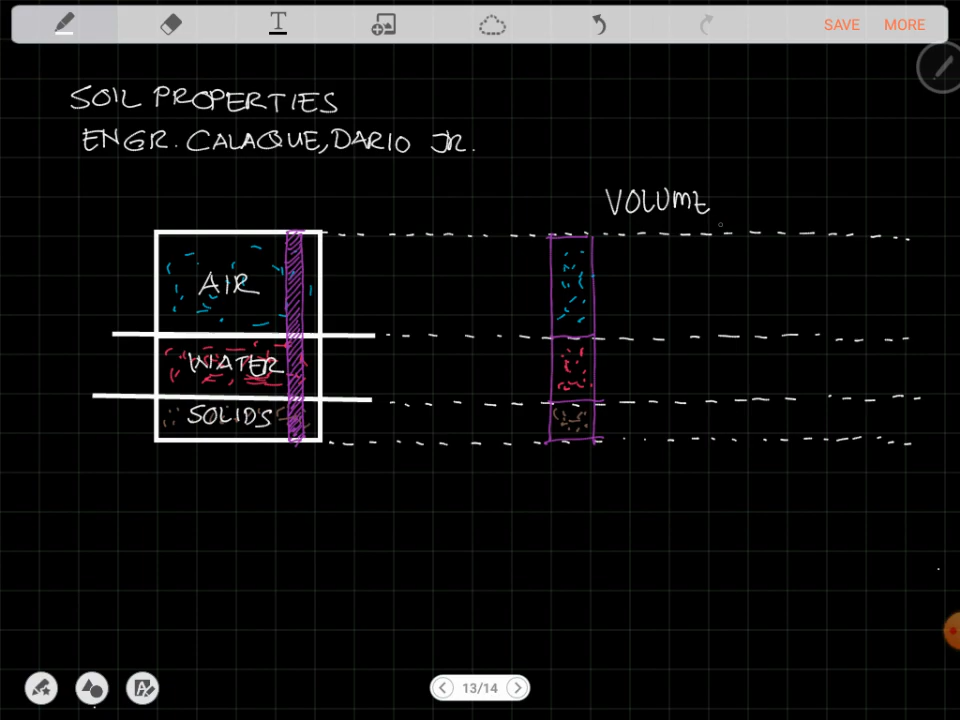 T
SAVE MORE
SOIL PROPERTIES
ENGR. CALAQUE, DARIO JR.
VOLUME
AIR
WATER
SOLIDS
13/14